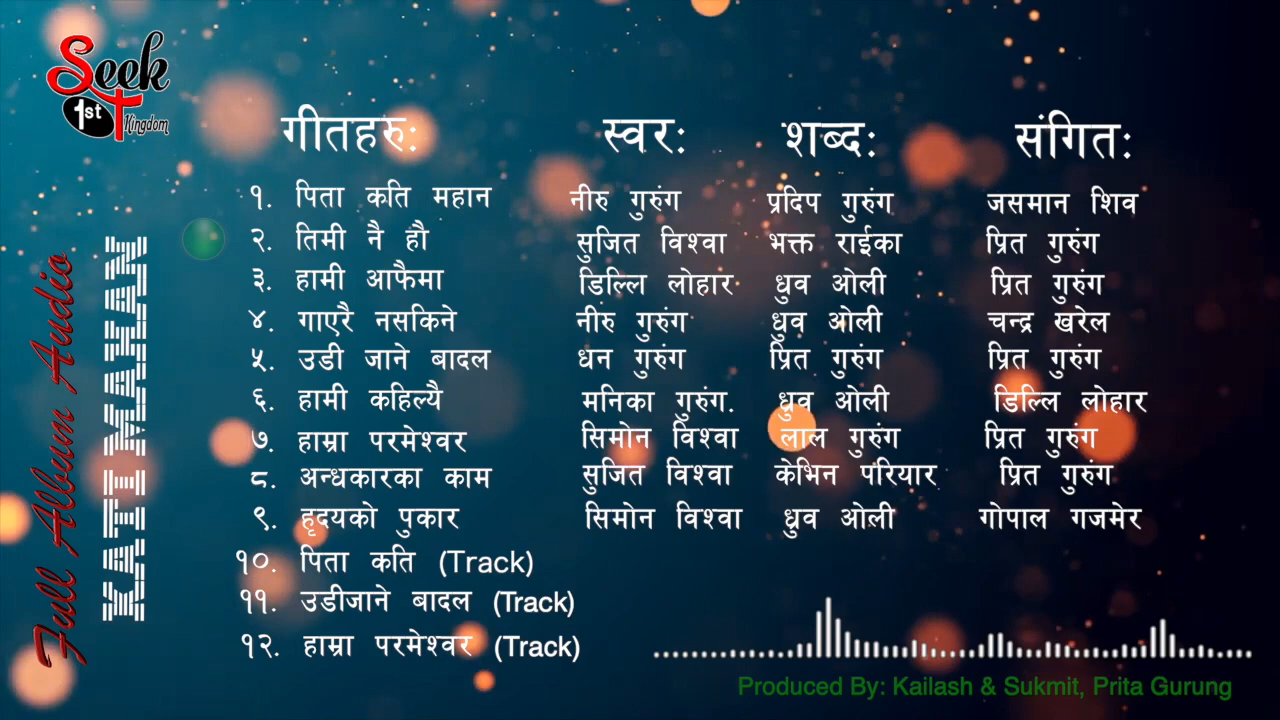 Seek
1st
Kingdom
Full Album Audio
KATI MAHAN
गीतहरु: स्वर: शब्द: संगित:
१. पिता कति महान नीरु गुरुंग प्रदिप गुरुंग जसमान शिव
२. तिमी नै हौ सुजित विश्वा भक्त राईका प्रित गुरुंग
३. हामी आफैमा डिल्लि लोहार धुव ओली प्रित गुरुंग
४. गाएरै नसकिने नीरु गुरुंग धुव ओली चन्द्र खरेल
५. उडी जाने बादल धन गुरुंग प्रित गुरुंग प्रित गुरुंग
६. हामी कहिल्यै मनिका गुरुंग. ध्रुव ओली डिल्लि लोहार
७. हाम्रा परमेश्वर सिमोन विश्वा लाल गुरुंग प्रित गुरुंग
८. अन्धकारका काम सुजित विश्वा केभिन परियार प्रित गुरुंग
९. हृदयको पुकार सिमोन विश्वा ध्रुव ओली गोपाल गजमेर
१०. पिता कति (Track)
११. उडीजाने बादल (Track)
१२. हाम्रा परमेश्वर (Track)
Produced By: Kailash & Sukmit, Prita Gurung